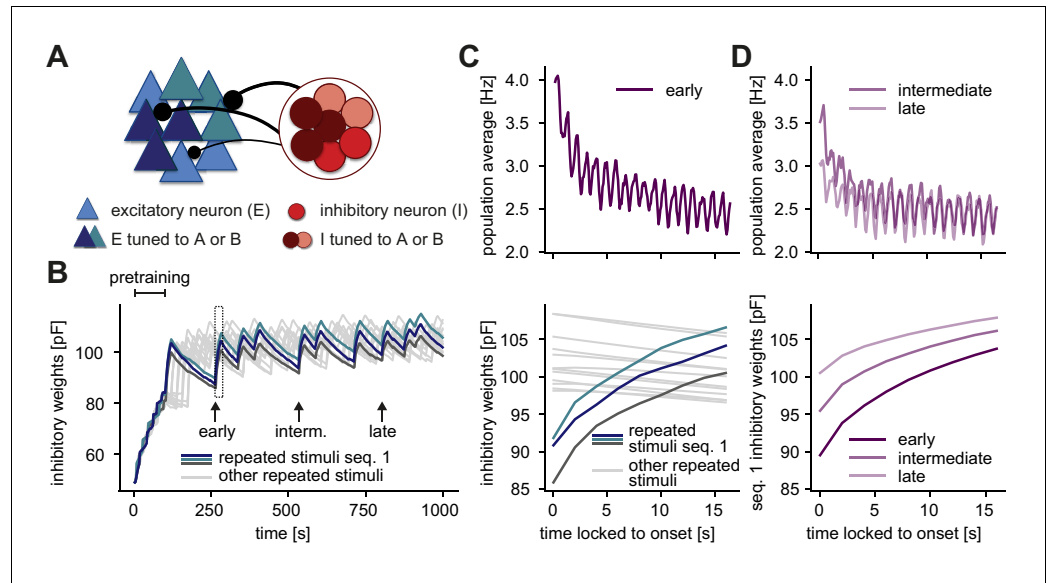 A
excitatory neuron (E)
inhibitory neuron (I)
E tuned to A or B
I tuned to A or B
B
pretraining
inhibitory weights [pF]
100
80
60
early
interm.
late
repeated stimuli seq. 1
other repeated stimuli
0
250
500
750
1000
time [s]
C
population average [Hz]
4.0
3.5
3.0
2.5
2.0
early
inhibitory weights [pF]
105
100
95
90
85
repeated
stimuli seq. 1
other repeated
stimuli
0
5
10
15
time locked to onset [s]
D
population average [Hz]
4.0
3.5
3.0
2.5
2.0
intermediate
late
seq. 1 inhibitory weights [pF]
105
100
95
90
85
early
intermediate
late
0
5
10
15
time locked to onset [s]